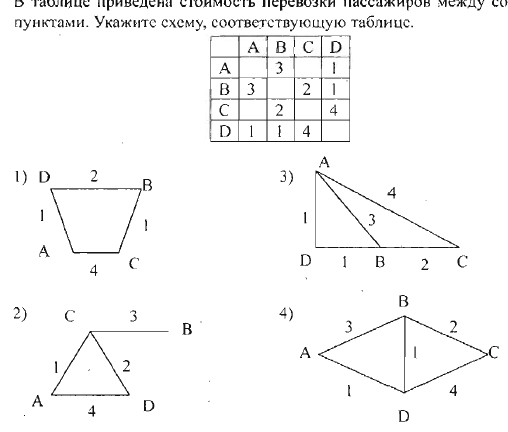 В таблице приведена стоимость перевозки пассажиров между со
пунктами. Укажите схему, соответствующую таблице.
A B C D
A 3 1
B 3 2 1
C 2 4
D 1 1 4
1) D 2 B
1 1
A C
4
3) A
4
1 3
D 1 B 2 C
2) C 3 B
1 2
A 4 D
4) B
3 2
A 1 C
1 4
D